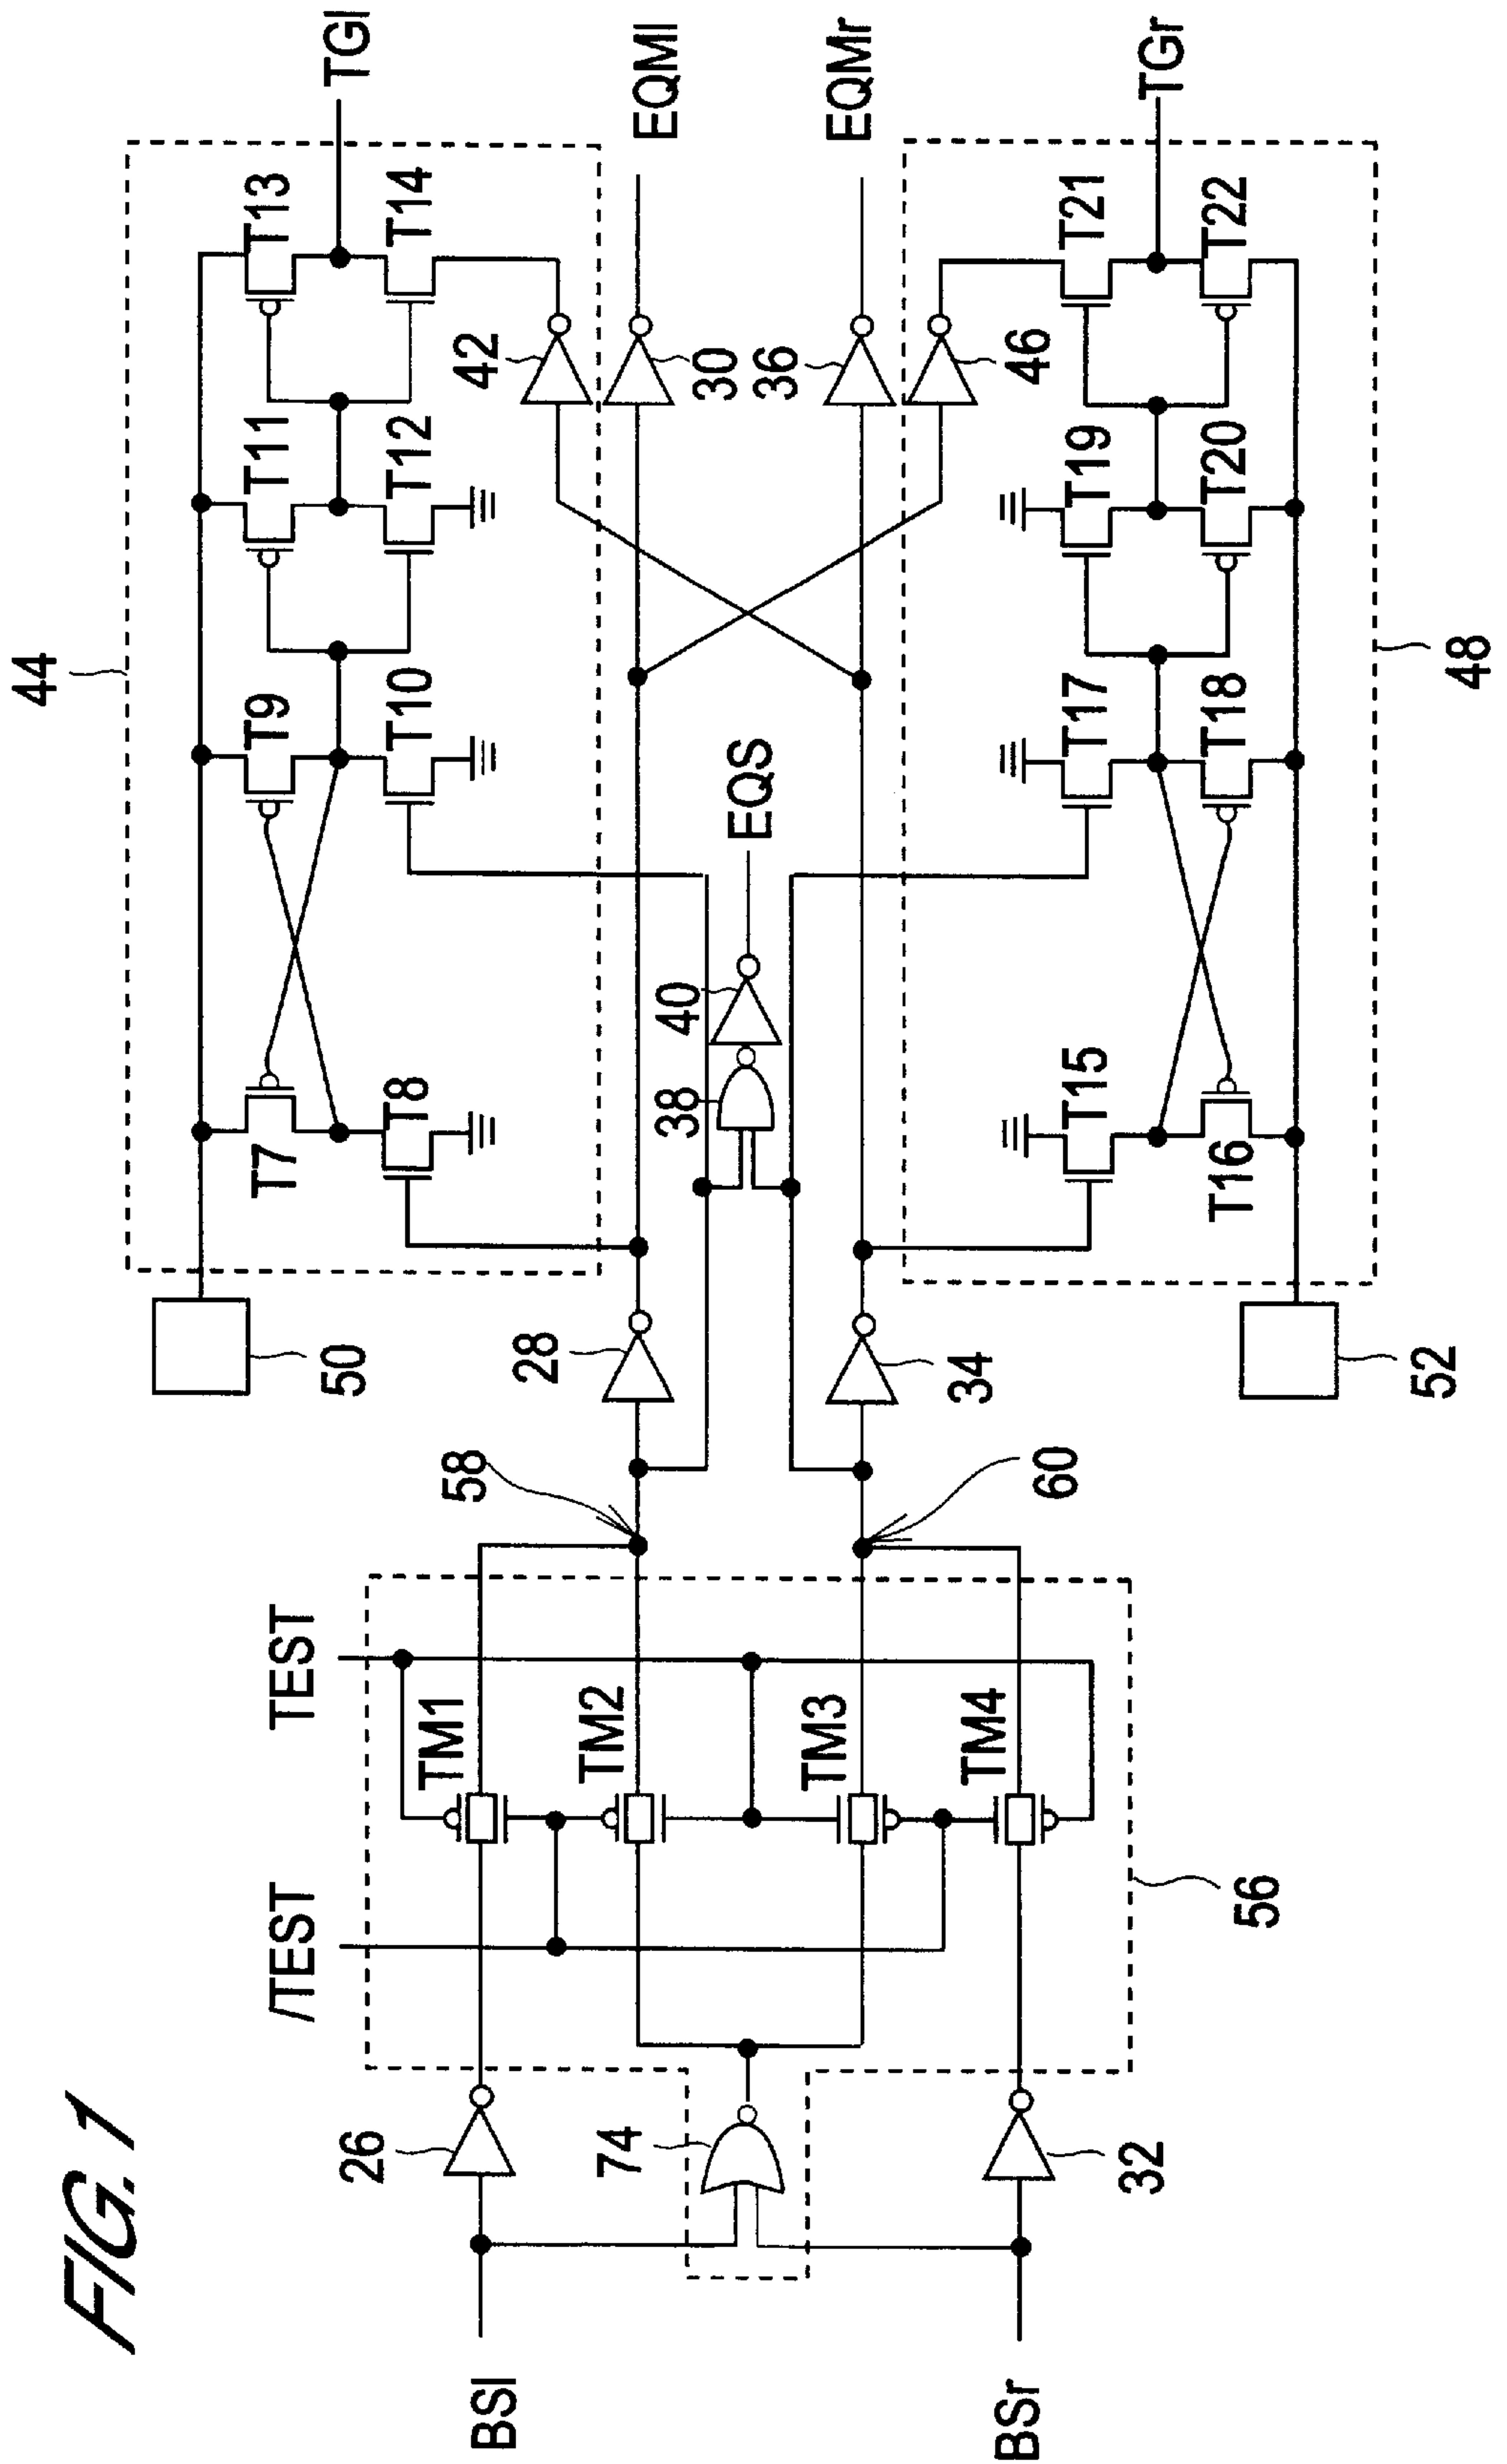 FIG. 1
BSl
BSr
26
74
32
/TEST
TEST
TM1
TM2
TM3
TM4
56
58
60
28
34
50
52
44
48
T7
T8
T9
T10
T11
T12
T13
T14
38
40
EQS
T15
T16
T17
T18
T19
T20
T21
T22
42
30
36
46
TGl
EQMl
EQMr
TGr